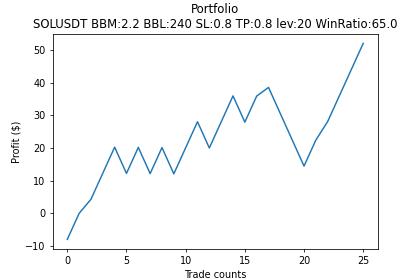 Portfolio
SOLUSDT BBM:2.2 BBL:240 SL:0.8 TP:0.8 lev:20 WinRatio:65.0
50
40
30
20
10
0
−10
Profit ($)
0 5 10 15 20 25
Trade counts